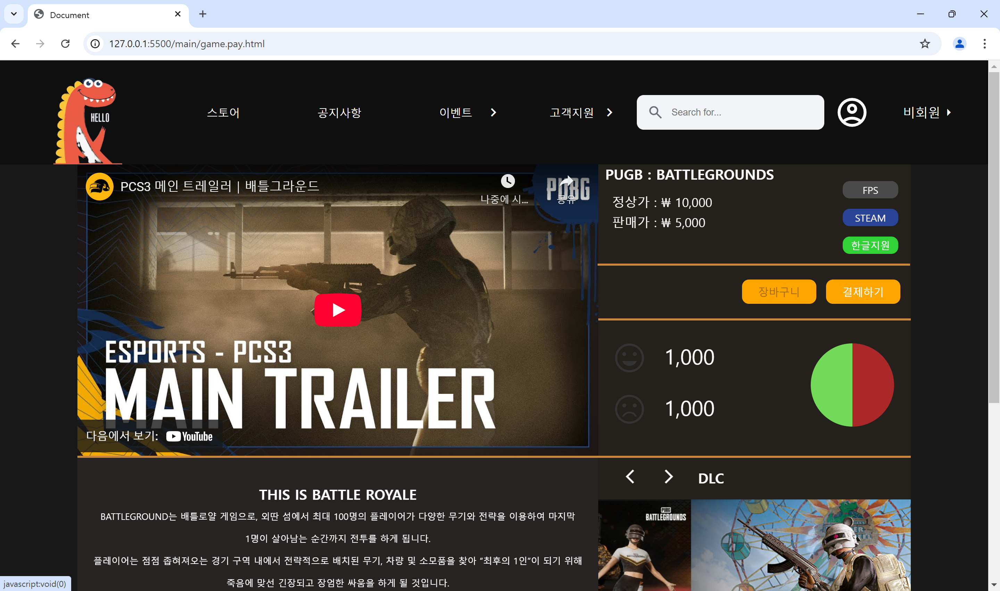 Document
127.0.0.1:5500/main/game.pay.html
HELLO
스토어
공지사항
이벤트
고객지원
Search for...
비회원
PCS3 메인 트레일러 | 배틀그라운드
나중에 시...
공유
PUBG
ESPORTS - PCS3
MAIN TRAILER
다음에서 보기: YouTube
PUGB : BATTLEGROUNDS
정상가 : ₩ 10,000
판매가 : ₩ 5,000
FPS
STEAM
한글지원
장바구니
결제하기
1,000
1,000
THIS IS BATTLE ROYALE
BATTLEGROUND는 배틀로얄 게임으로, 외딴 섬에서 최대 100명의 플레이어가 다양한 무기와 전략을 이용하여 마지막
1명이 살아남는 순간까지 전투를 하게 됩니다.
플레이어는 점점 좁혀져오는 경기 구역 내에서 전략적으로 배치된 무기, 차량 및 소모품을 찾아 “최후의 1인”이 되기 위해
죽음에 맞선 긴장되고 장엄한 싸움을 하게 될 것입니다.
DLC
PUBG
BATTLEGROUNDS
javascript:void(0)